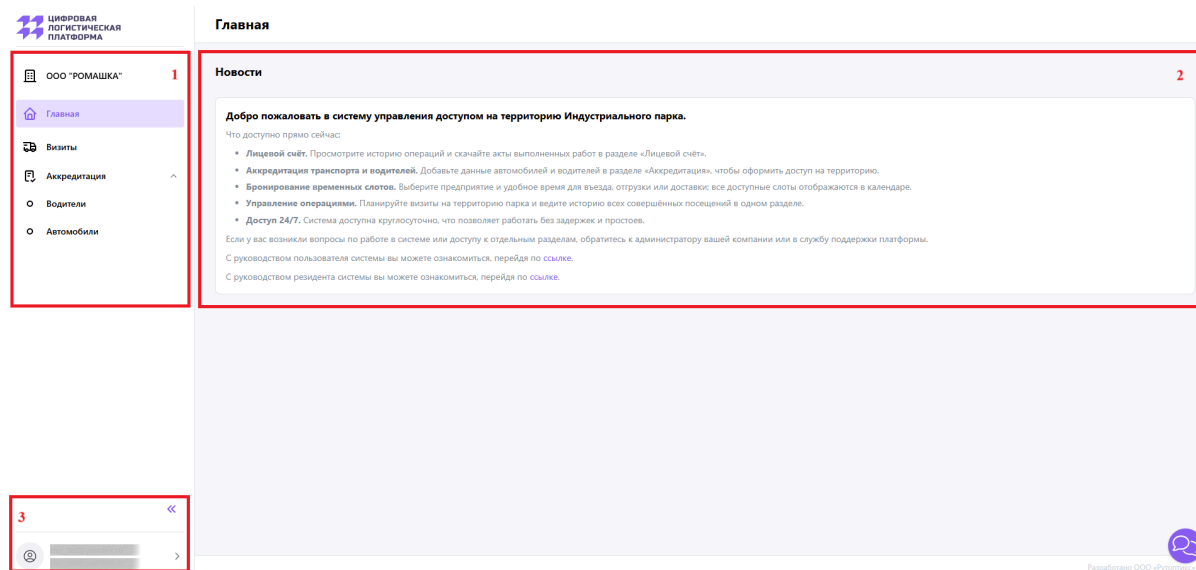 ЦИФРОВАЯ
ЛОГИСТИЧЕСКАЯ
ПЛАТФОРМА
Главная
ООО "РОМАШКА"
1
Главная
Визиты
Аккредитация
Водители
Автомобили
Новости
2
Добро пожаловать в систему управления доступом на территорию Индустриального парка.
Что доступно прямо сейчас:
• Лицевой счёт. Просмотрите историю операций и скачайте акты выполненных работ в разделе «Лицевой счёт».
• Аккредитация транспорта и водителей. Добавьте данные автомобилей и водителей в разделе «Аккредитация», чтобы оформить доступ на территорию.
• Бронирование временных слотов. Выберите предприятие и удобное время для въезда, отгрузки или доставки; все доступные слоты отображаются в календаре.
• Управление операциями. Планируйте визиты на территорию парка и ведите историю всех совершённых посещений в одном разделе.
• Доступ 24/7. Система доступна круглосуточно, что позволяет работать без задержек и простоев.
Если у вас возникли вопросы по работе в системе или доступу к отдельным разделам, обратитесь к администратору вашей компании или в службу поддержки платформы.
С руководством пользователя системы вы можете ознакомиться, перейдя по ссылке.
С руководством резидента системы вы можете ознакомиться, перейдя по ссылке.
3
Разработано ООО